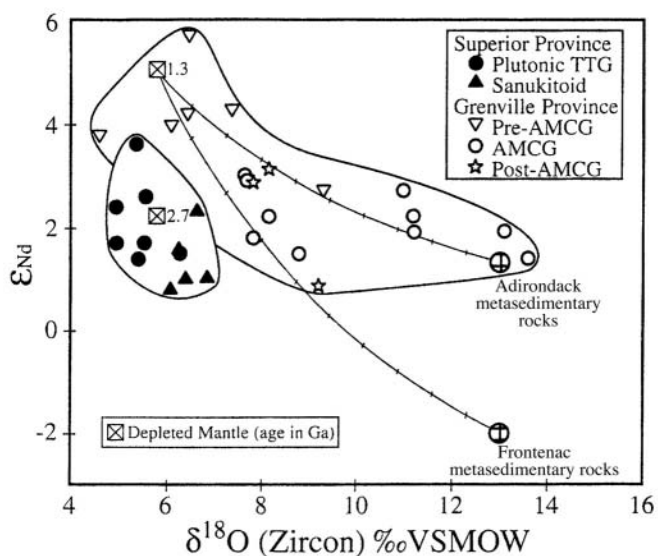 6
4
2
0
-2
εNd
Superior Province
Plutonic TTG
Sanukitoid
Grenville Province
Pre-AMCG
AMCG
Post-AMCG
1.3
2.7
Adirondack
metasedimentary
rocks
Depleted Mantle (age in Ga)
Frontenac
metasedimentary rocks
4 6 8 10 12 14 16
δ¹⁸O (Zircon) ‰VSMOW